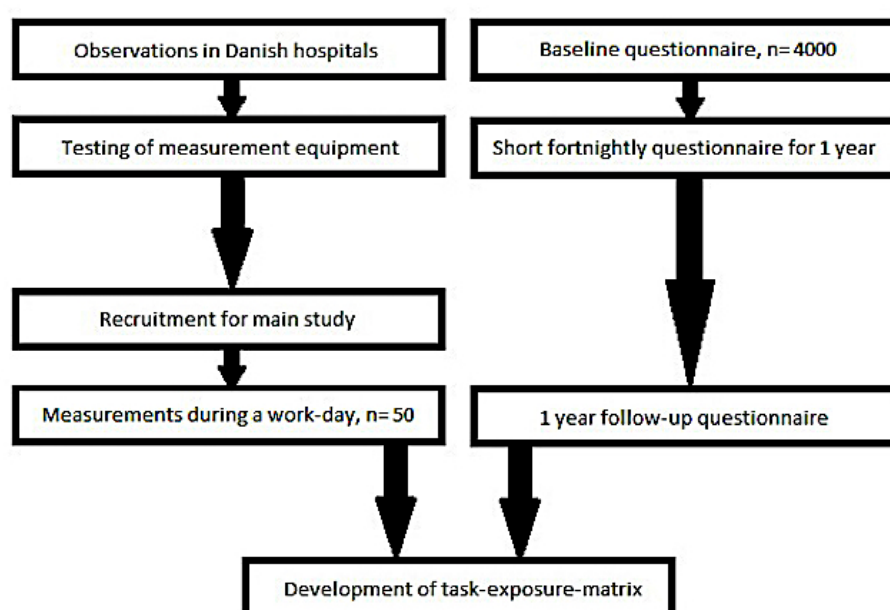 Observations in Danish hospitals
Testing of measurement equipment
Recruitment for main study
Measurements during a work-day, n= 50
Baseline questionnaire, n= 4000
Short fortnightly questionnaire for 1 year
1 year follow-up questionnaire
Development of task-exposure-matrix